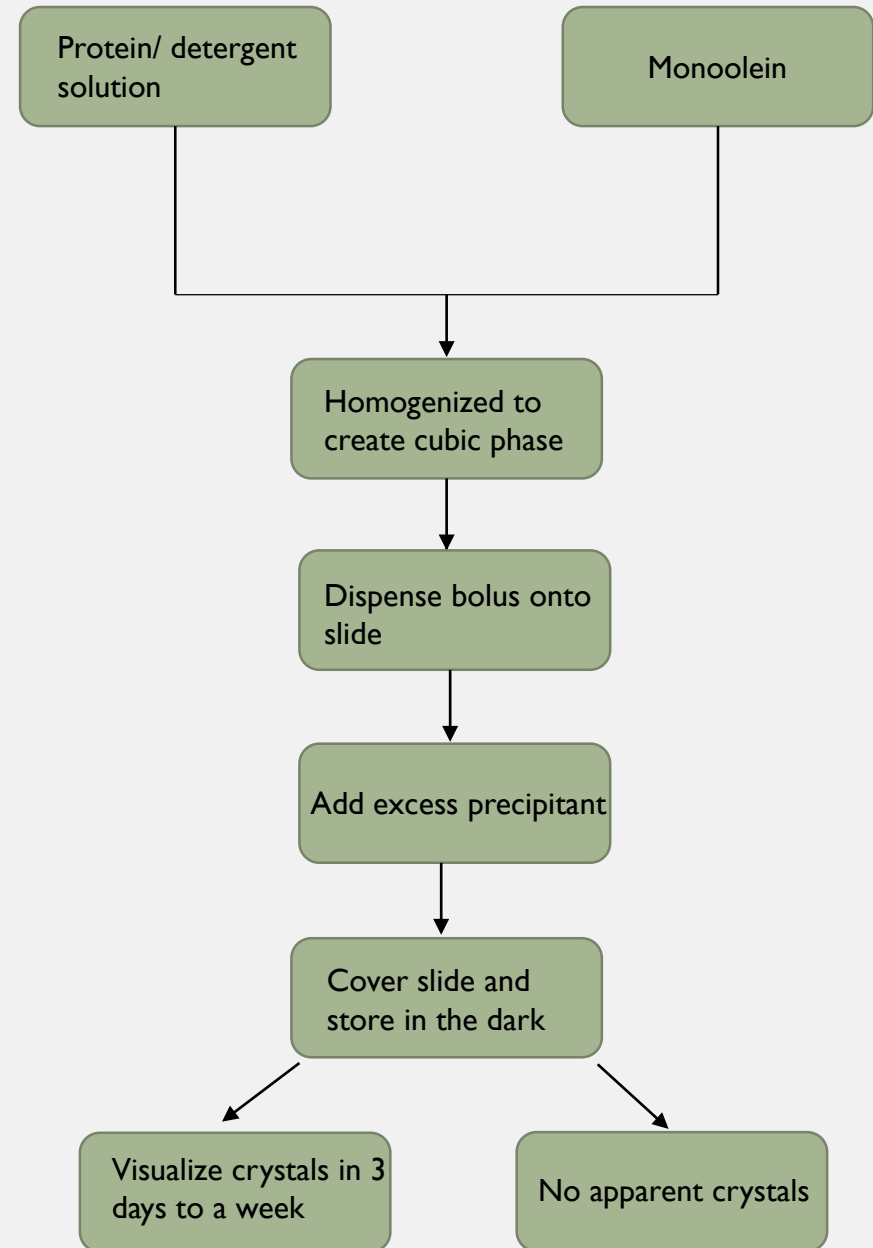 Protein/ detergent
solution
Monoolein
Homogenized to
create cubic phase
Dispense bolus onto
slide
Add excess precipitant
Cover slide and
store in the dark
Visualize crystals in 3
days to a week
No apparent crystals